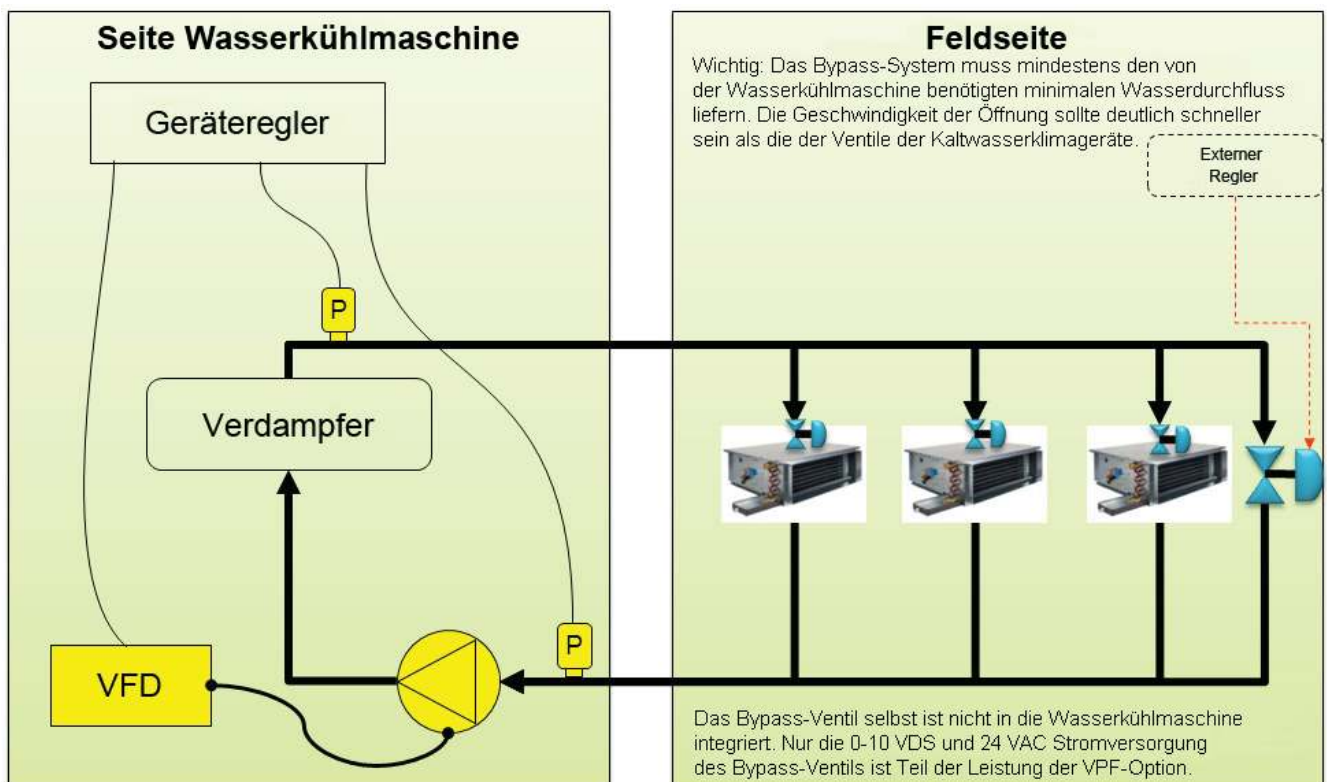 Seite Wasserkühlmaschine
Geräteregler
P
Verdampfer
VFD
P
Feldseite
Wichtig: Das Bypass-System muss mindestens den von
der Wasserkühlmaschine benötigten minimalen Wasserdurchfluss
liefern. Die Geschwindigkeit der Öffnung sollte deutlich schneller
sein als die der Ventile der Kaltwasserklimageräte.
Externer
Regler
Das Bypass-Ventil selbst ist nicht in die Wasserkühlmaschine
integriert. Nur die 0-10 VDS und 24 VAC Stromversorgung
des Bypass-Ventils ist Teil der Leistung der VPF-Option.